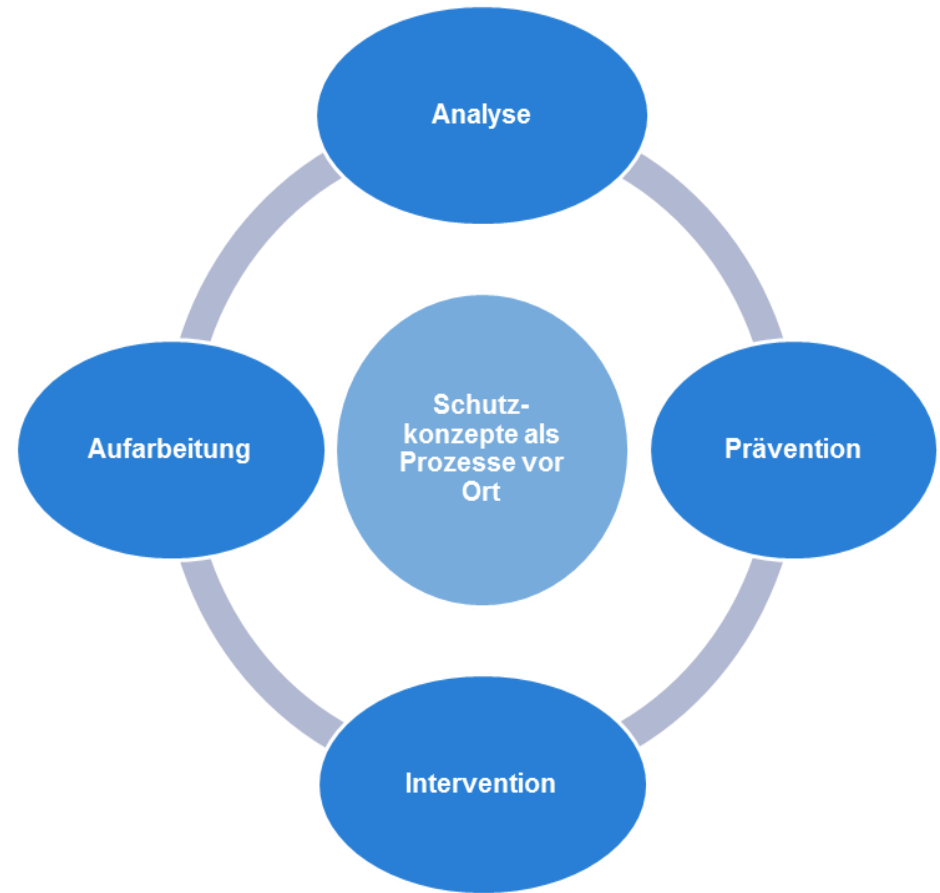 Analyse
Aufarbeitung
Schutz-
konzepte als
Prozesse vor
Ort
Prävention
Intervention